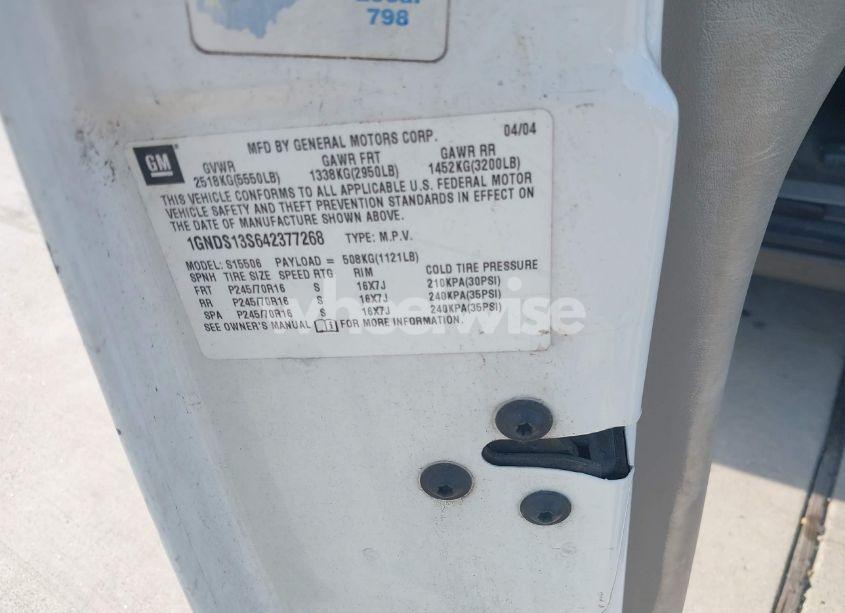 798
GM
MFD BY GENERAL MOTORS CORP. 04/04
GVWR GAWR FRT GAWR RR
2518KG(5550LB) 1338KG(2950LB) 1452KG(3200LB)
THIS VEHICLE CONFORMS TO ALL APPLICABLE U.S. FEDERAL MOTOR
VEHICLE SAFETY AND THEFT PREVENTION STANDARDS IN EFFECT ON
THE DATE OF MANUFACTURE SHOWN ABOVE.
1GNDS13S642377268 TYPE: M.P.V.
MODEL: S15506 PAYLOAD = 508KG(1121LB)
SPNH TIRE SIZE SPEED RTG RIM COLD TIRE PRESSURE
FRT P245/70R16 S 16X7J 210KPA(30PSI)
RR P245/70R16 S 16X7J 240KPA(35PSI)
SPA P245/70R16 S 16X7J 240KPA(35PSI)
SEE OWNER'S MANUAL FOR MORE INFORMATION.
wheelwise